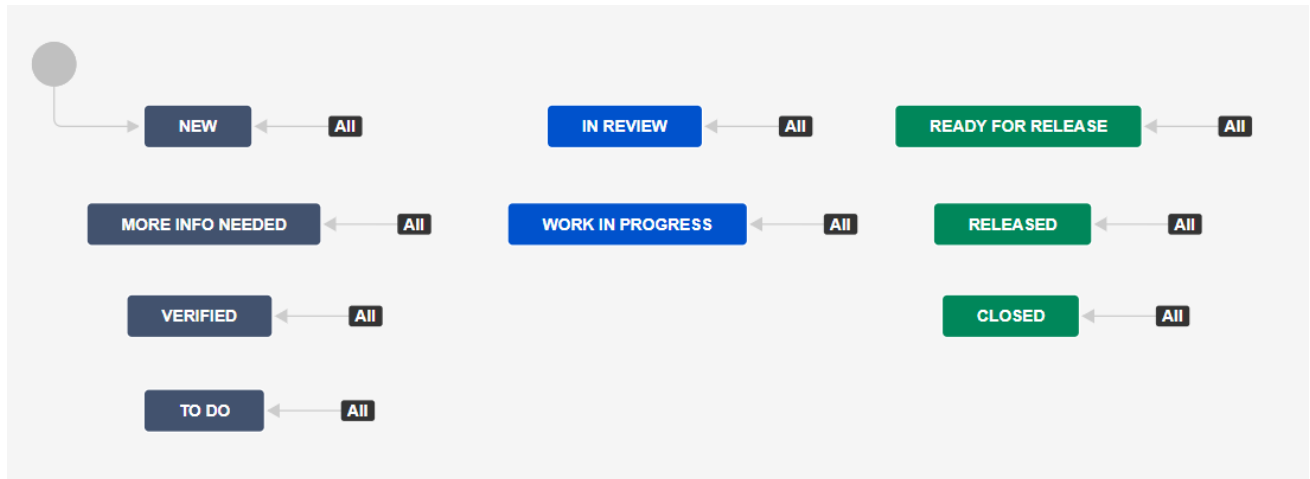 NEW All IN REVIEW All READY FOR RELEASE All
MORE INFO NEEDED All WORK IN PROGRESS All RELEASED All
VERIFIED All CLOSED All
TO DO All